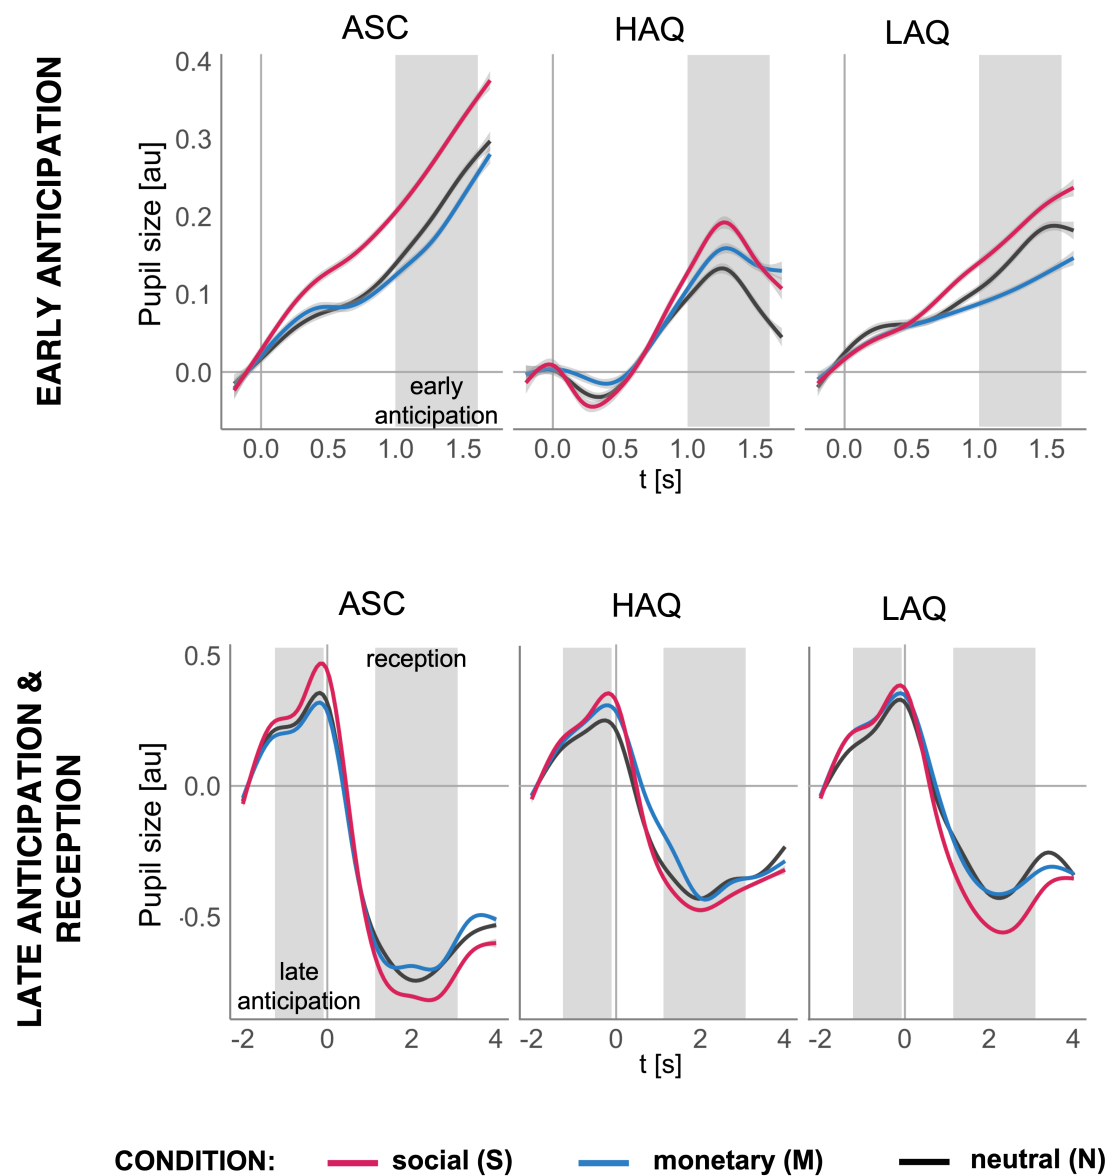 ASC HAQ LAQ
EARLY ANTICIPATION
Pupil size [au]
0.4
0.3
0.2
0.1
0.0
early
anticipation
0.0 0.5 1.0 1.5 0.0 0.5 1.0 1.5 0.0 0.5 1.0 1.5
t [s]
ASC HAQ LAQ
LATE ANTICIPATION &
RECEPTION
Pupil size [au]
0.5
0.0
-0.5
reception
late
anticipation
-2 0 2 4 -2 0 2 4 -2 0 2 4
t [s]
CONDITION: social (S) monetary (M) neutral (N)